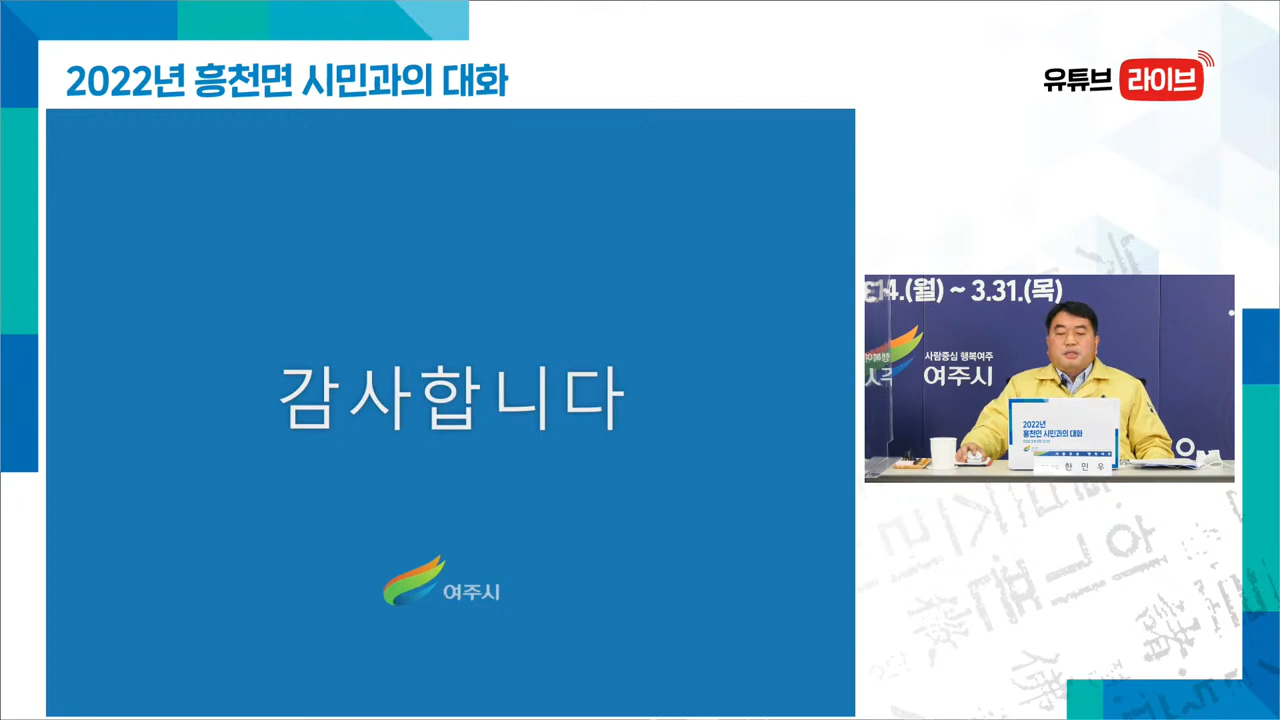 2022년 흥천면 시민과의 대화
유튜브 라이브
감사합니다
여주시
14.(월) ~ 3.31.(목)
사람중심 행복여주
여주시
2022년
흥천면 시민과의 대화
한민우